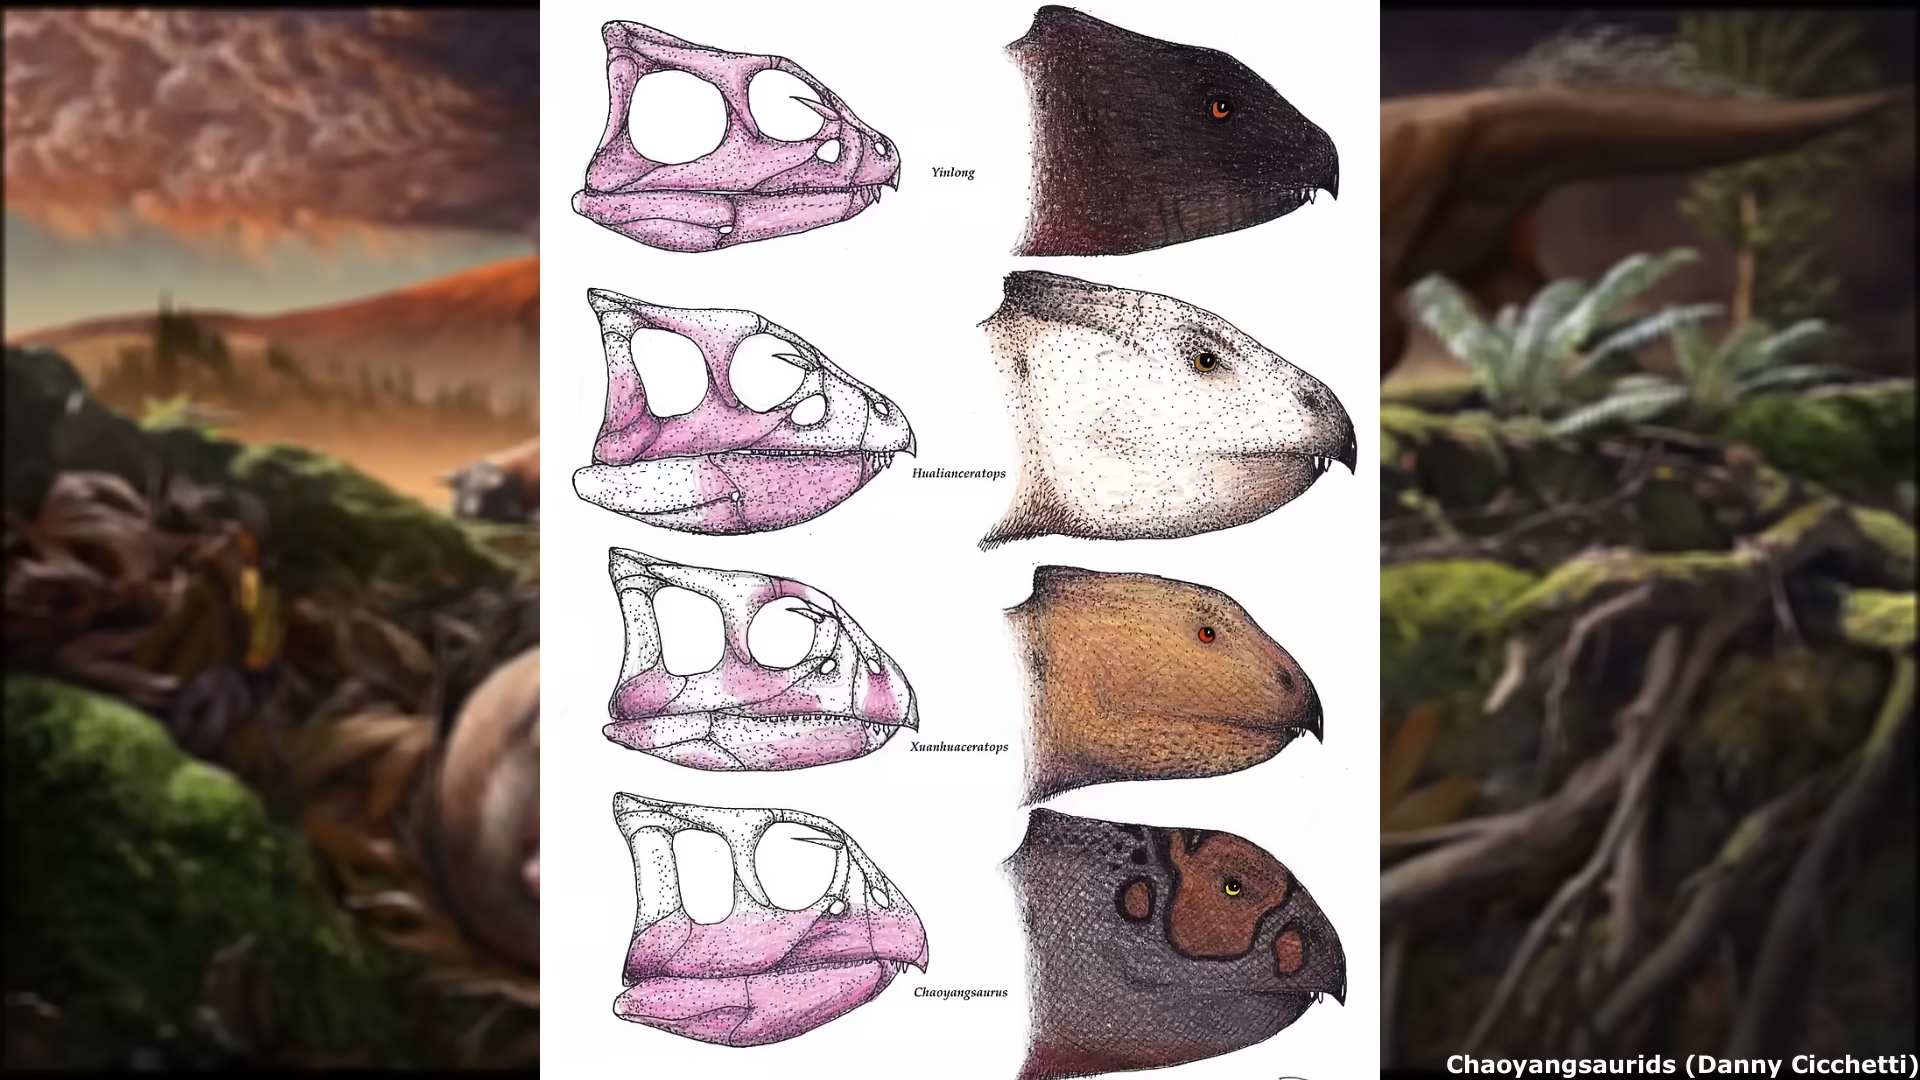 Yinlong
Hualianceratops
Xuanhuaceratops
Chaoyangsaurus
Chaoyangsaurids (Danny Cicchetti)